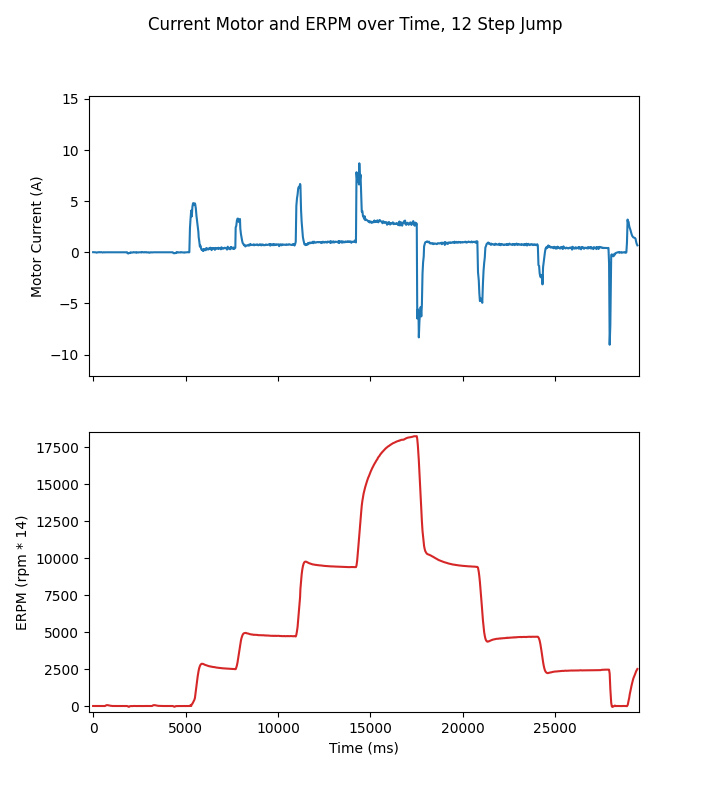 Current Motor and ERPM over Time, 12 Step Jump
Motor Current (A)
15
10
5
0
−5
−10
ERPM (rpm * 14)
17500
15000
12500
10000
7500
5000
2500
0
0 5000 10000 15000 20000 25000
Time (ms)